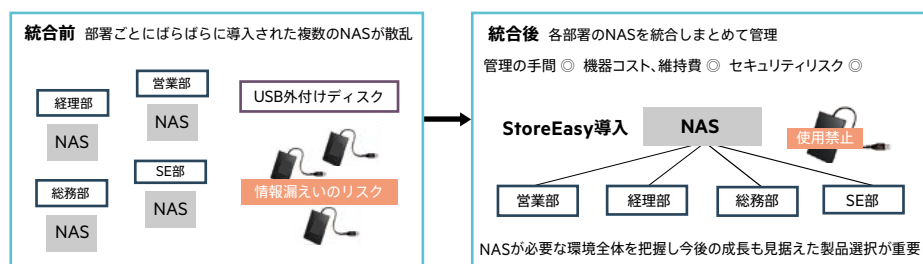 統合前 部署ごとにばらばらに導入された複数のNASが散乱
営業部
NAS
経理部
NAS
USB外付けディスク
SE部
NAS
総務部
NAS
情報漏えいのリスク
統合後 各部署のNASを統合しまとめて管理
管理の手間 ◎ 機器コスト、維持費 ◎ セキュリティリスク ◎
StoreEasy導入
NAS
使用禁止
営業部
経理部
総務部
SE部
NASが必要な環境全体を把握し今後の成長も見据えた製品選択が重要